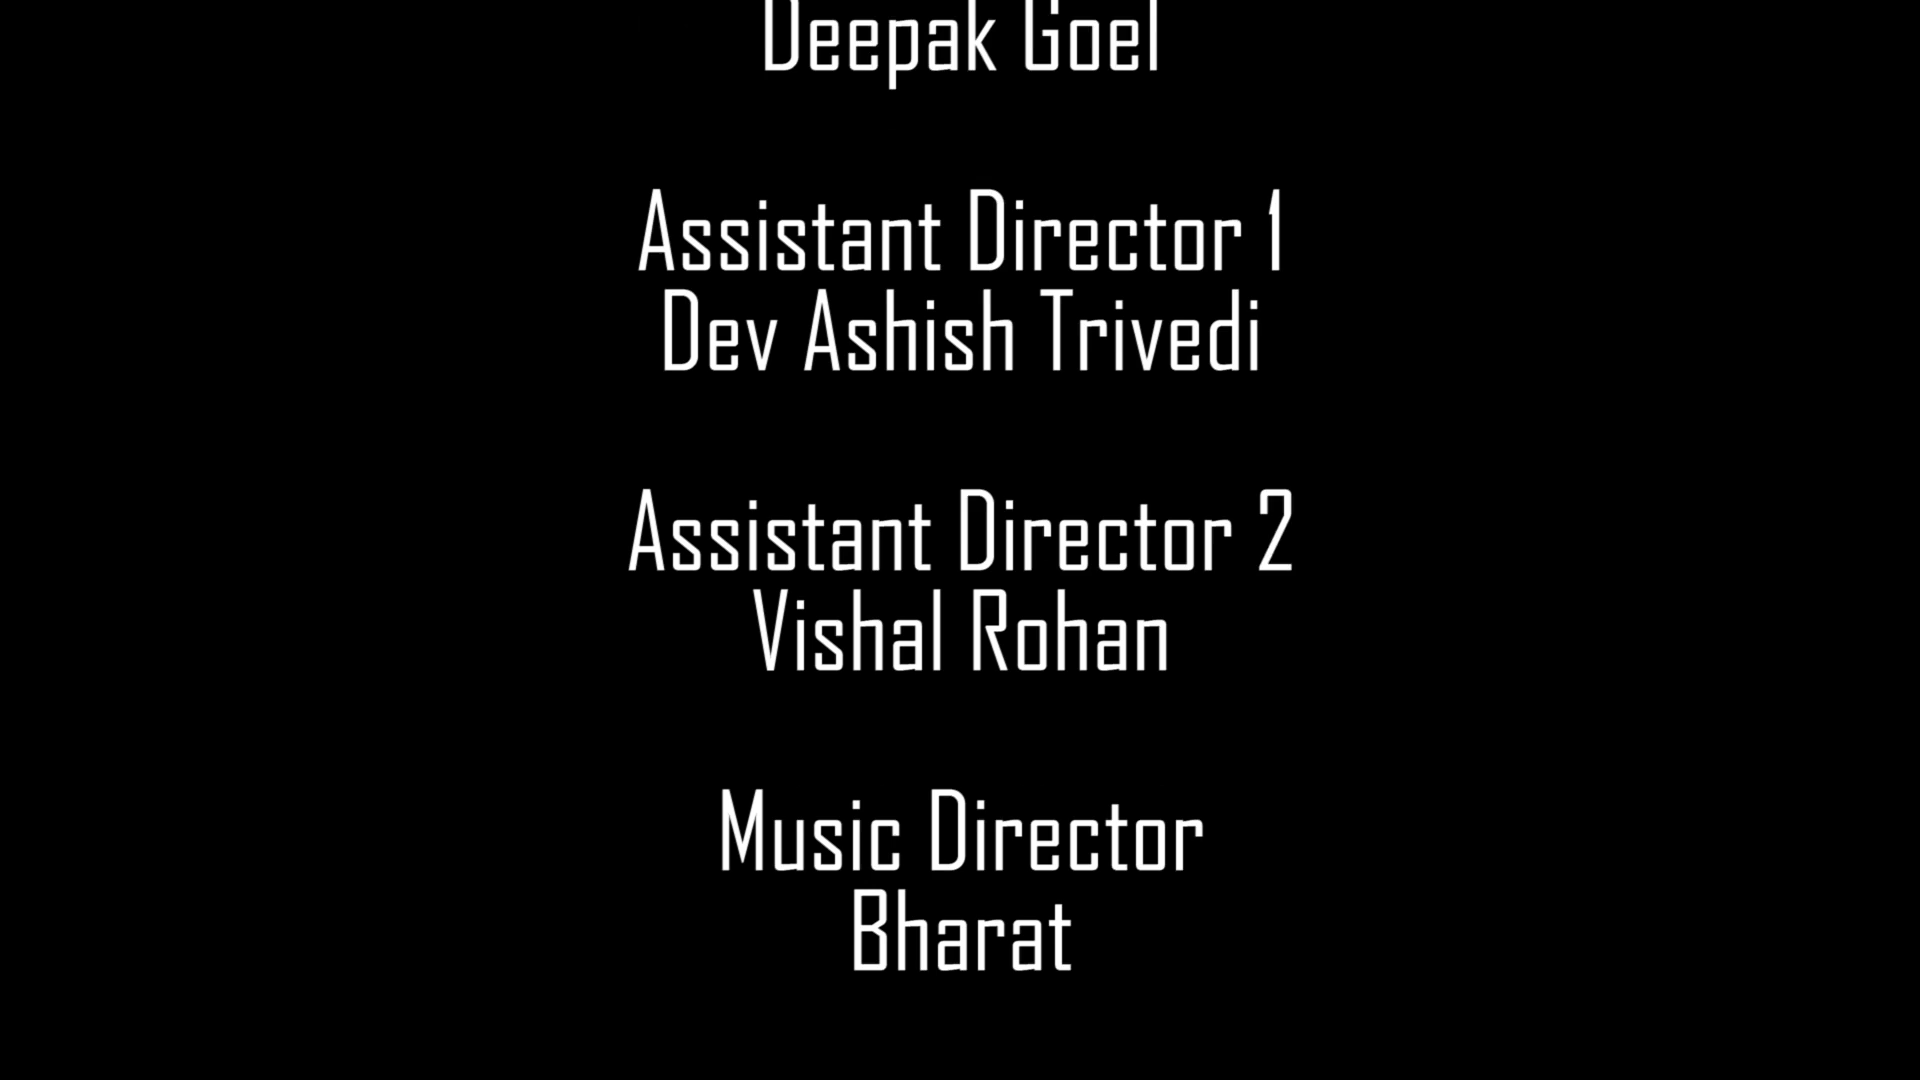 Deepak Goel
Assistant Director 1
Dev Ashish Trivedi
Assistant Director 2
Vishal Rohan
Music Director
Bharat